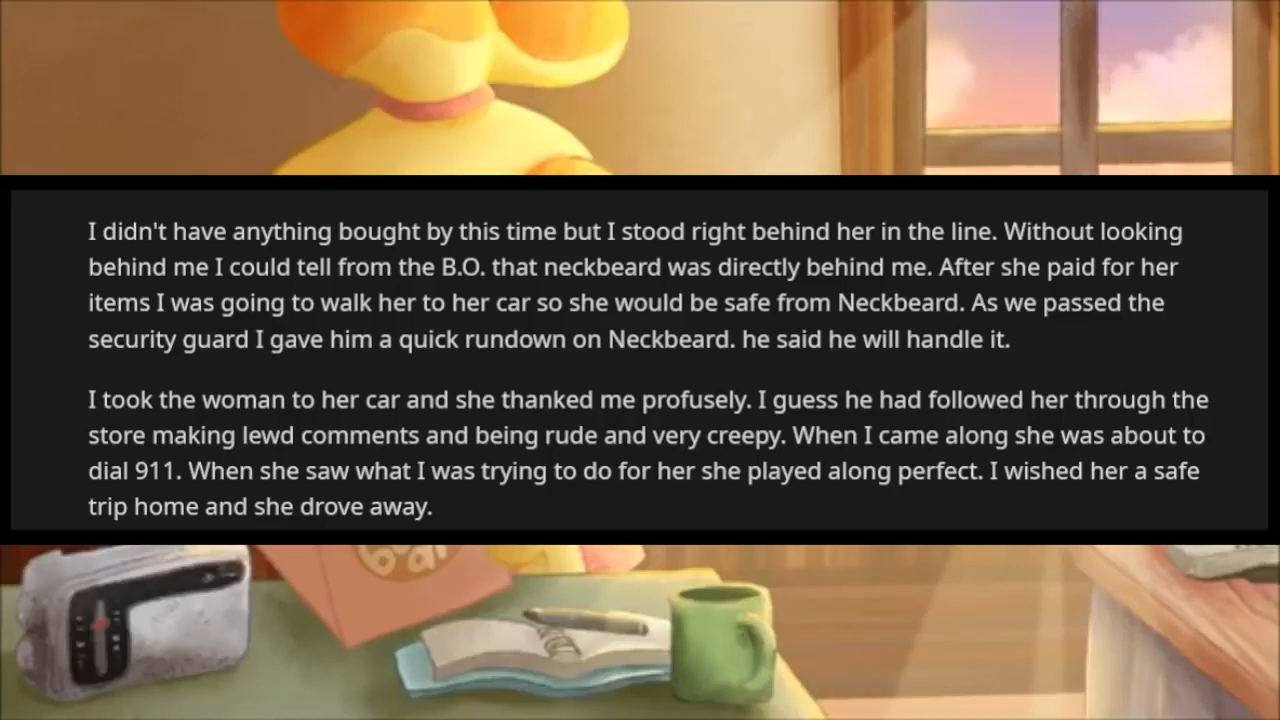 I didn't have anything bought by this time but I stood right behind her in the line. Without looking
behind me I could tell from the B.O. that neckbeard was directly behind me. After she paid for her
items I was going to walk her to her car so she would be safe from Neckbeard. As we passed the
security guard I gave him a quick rundown on Neckbeard. he said he will handle it.
I took the woman to her car and she thanked me profusely. I guess he had followed her through the
store making lewd comments and being rude and very creepy. When I came along she was about to
dial 911. When she saw what I was trying to do for her she played along perfect. I wished her a safe
trip home and she drove away.